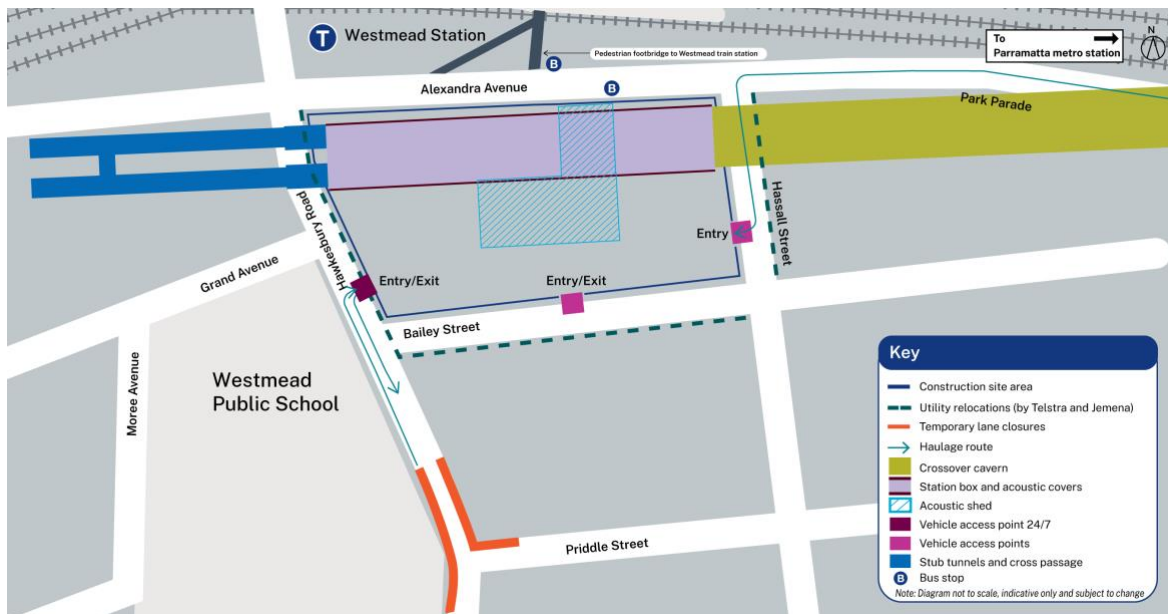 T Westmead Station
Pedestrian footbridge to Westmead train station
To
Parramatta metro station
N
B
B
Alexandra Avenue
Park Parade
Hawkesbury Road
Hassall Street
Entry
Grand Avenue
Entry/Exit
Entry/Exit
Bailey Street
Moree Avenue
Westmead
Public School
Priddle Street
Key
Construction site area
Utility relocations (by Telstra and Jemena)
Temporary lane closures
Haulage route
Crossover cavern
Station box and acoustic covers
Acoustic shed
Vehicle access point 24/7
Vehicle access points
Stub tunnels and cross passage
B Bus stop
Note: Diagram not to scale, indicative only and subject to change